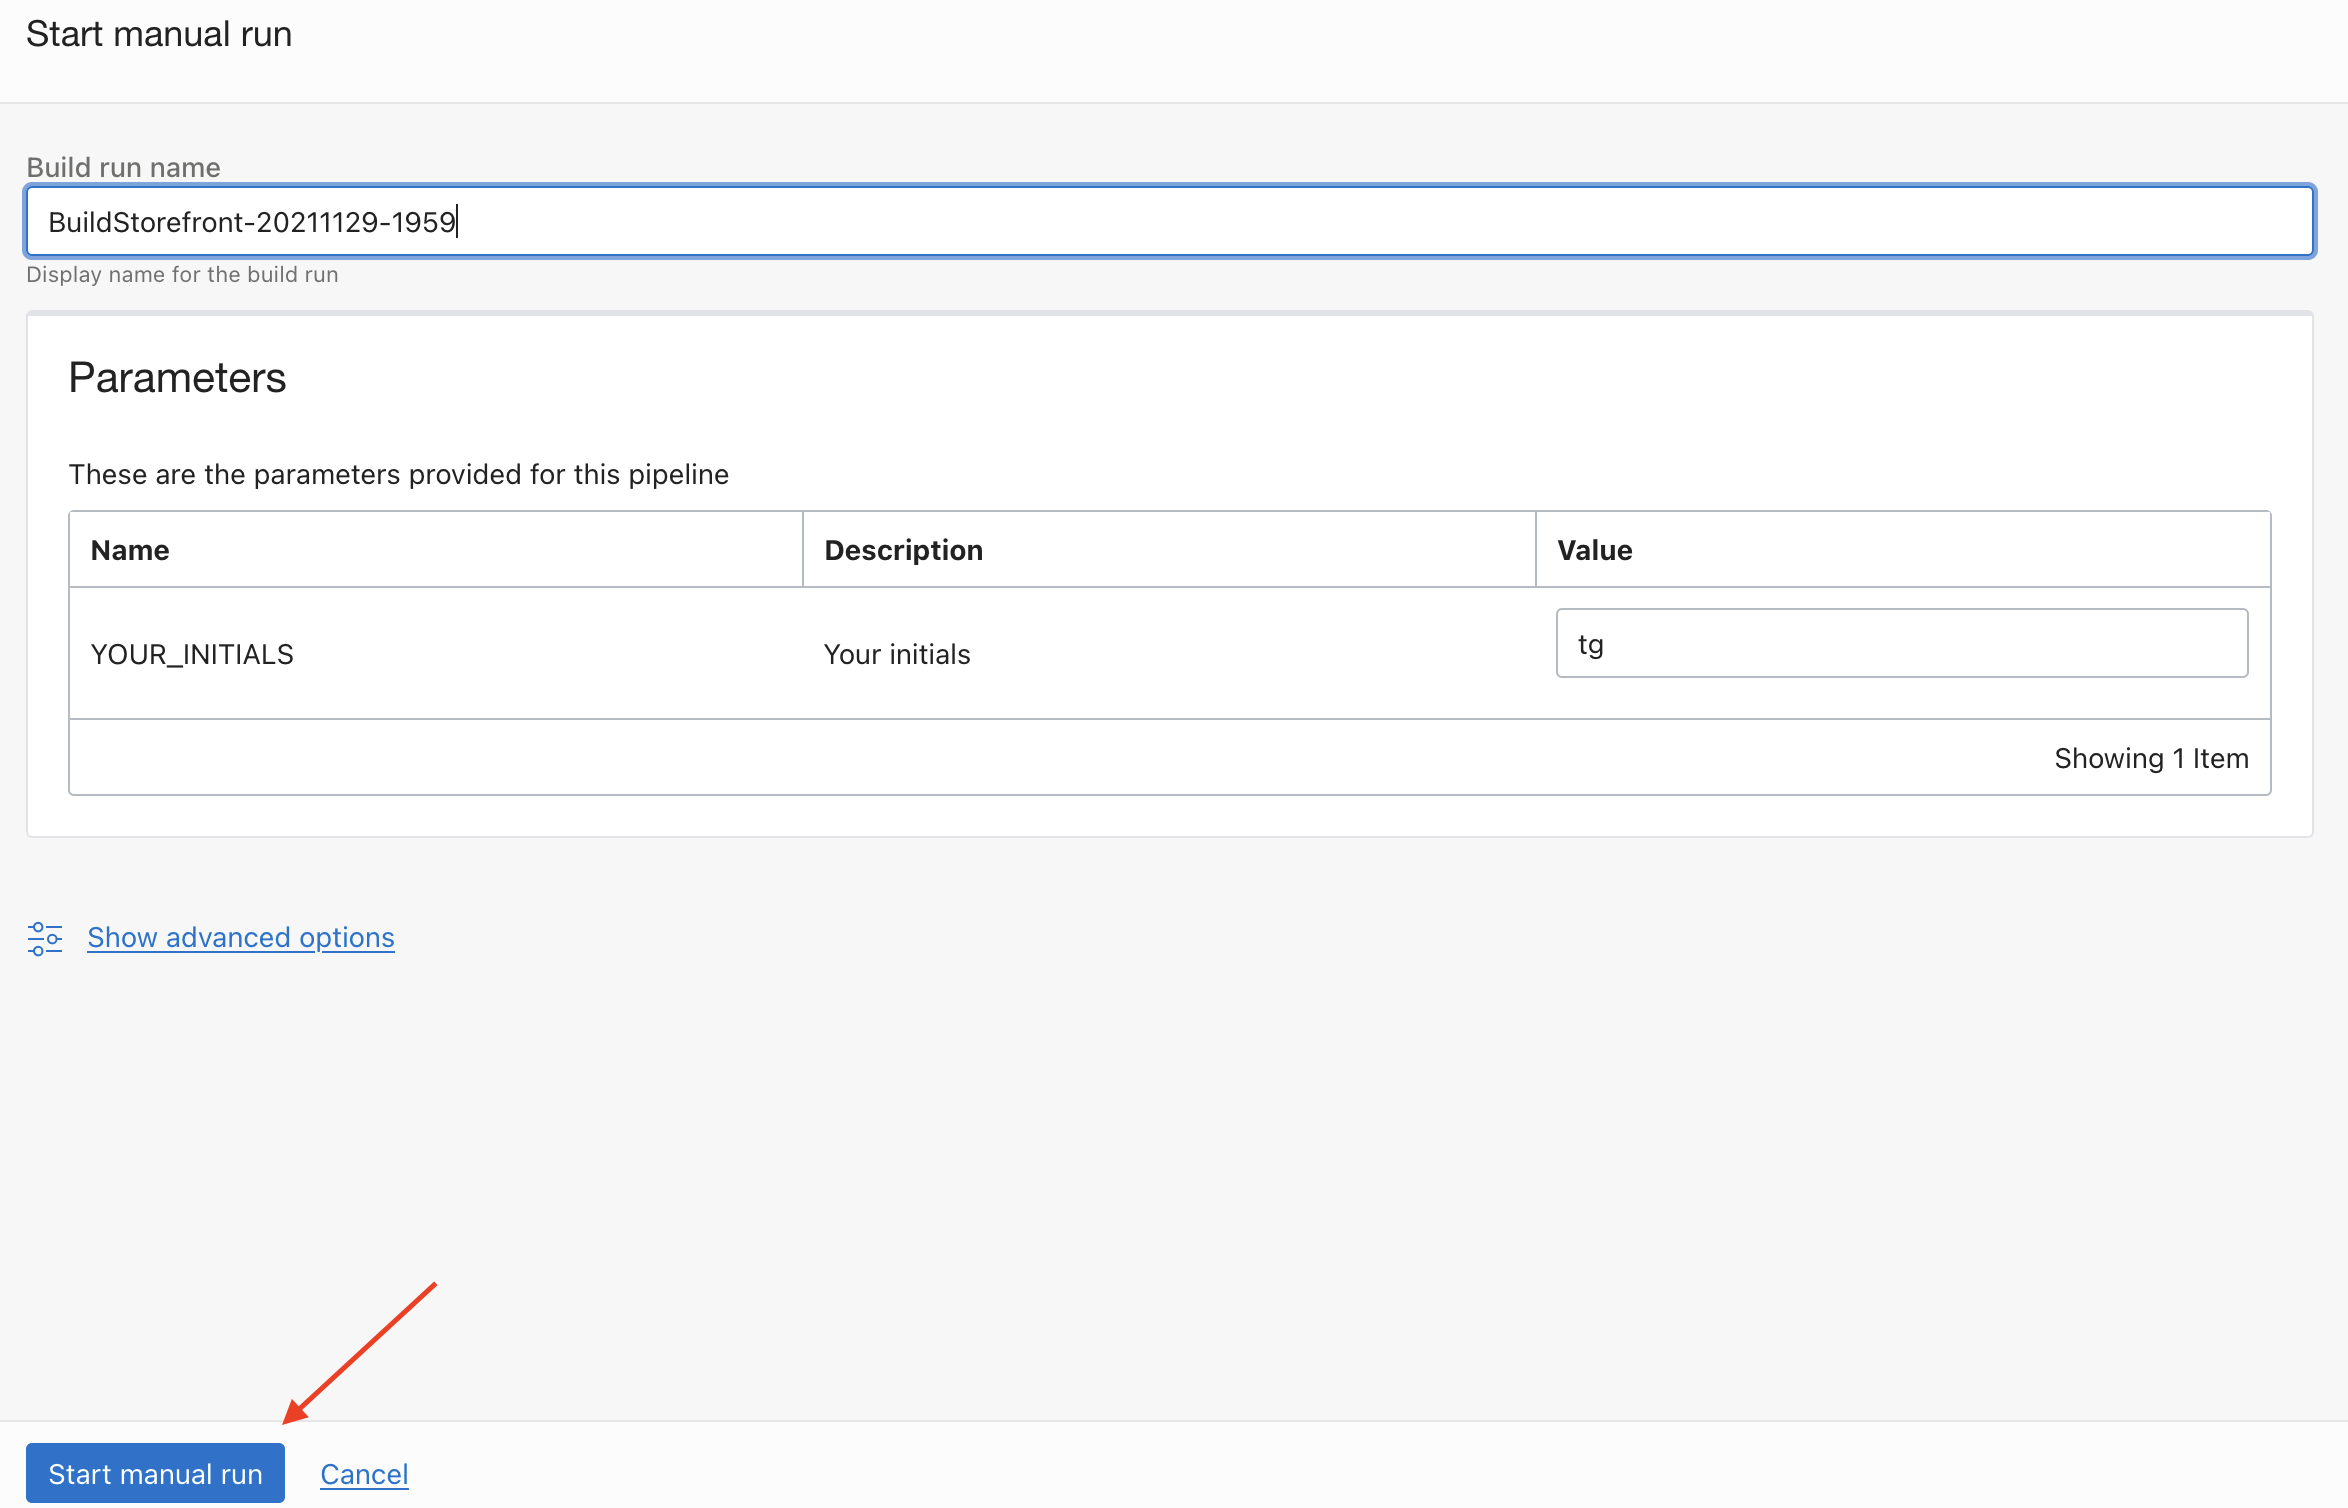 Start manual run
Build run name
BuildStorefront-20211129-1959
Display name for the build run
Parameters
These are the parameters provided for this pipeline
Name Description Value
YOUR_INITIALS Your initials tg
Showing 1 Item
Show advanced options
Start manual run Cancel